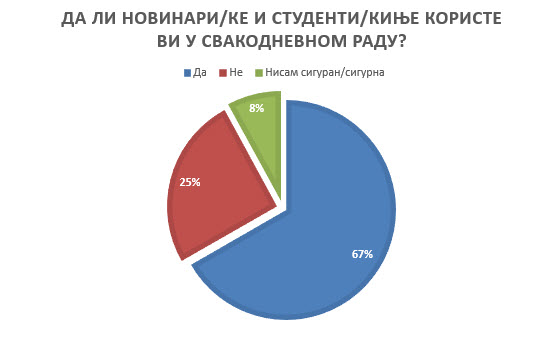 ДА ЛИ НОВИНАРИ/КЕ И СТУДЕНТИ/КИЊЕ КОРИСТЕ
ВИ У СВАКОДНЕВНОМ РАДУ?
Да Не Нисам сигуран/сигурна
8%
25%
67%